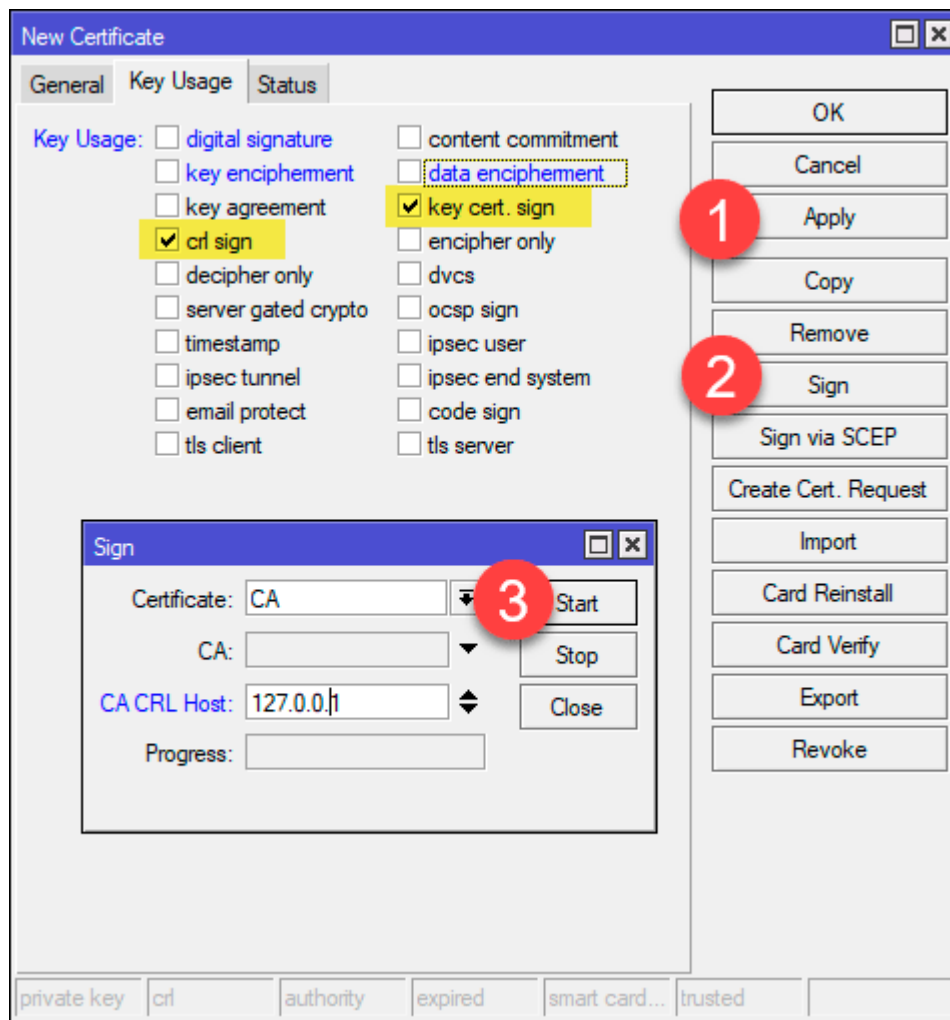 New Certificate
General Key Usage Status
Key Usage: digital signature content commitment
key encipherment data encipherment
key agreement key cert. sign
crl sign encipher only
decipher only dvcs
server gated crypto ocsp sign
timestamp ipsec user
ipsec tunnel ipsec end system
email protect code sign
tls client tls server
OK
Cancel
1 Apply
Copy
Remove
2 Sign
Sign via SCEP
Create Cert. Request
Import
Card Reinstall
Card Verify
Export
Revoke
Sign
Certificate: CA 3 Start
CA: Stop
CA CRL Host: 127.0.0.1 Close
Progress:
private key crl authority expired smart card... trusted